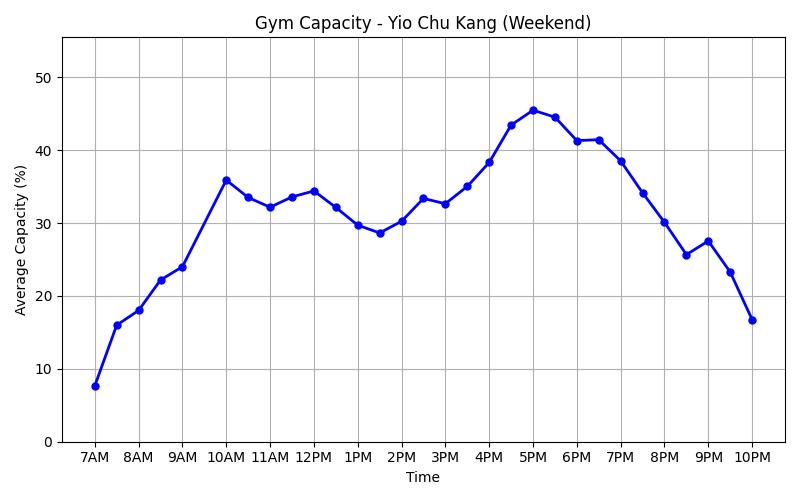 Gym Capacity - Yio Chu Kang (Weekend)
Average Capacity (%)
50
40
30
20
10
0
7AM 8AM 9AM 10AM 11AM 12PM 1PM 2PM 3PM 4PM 5PM 6PM 7PM 8PM 9PM 10PM
Time